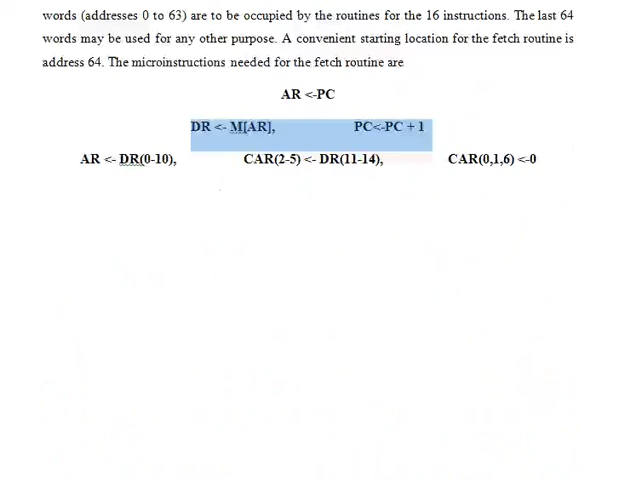 words (addresses 0 to 63) are to be occupied by the routines for the 16 instructions. The last 64
words may be used for any other purpose. A convenient starting location for the fetch routine is
address 64. The microinstructions needed for the fetch routine are
AR <-PC
DR <- M[AR], PC<-PC + 1
AR <- DR(0-10), CAR(2-5) <- DR(11-14), CAR(0,1,6) <-0